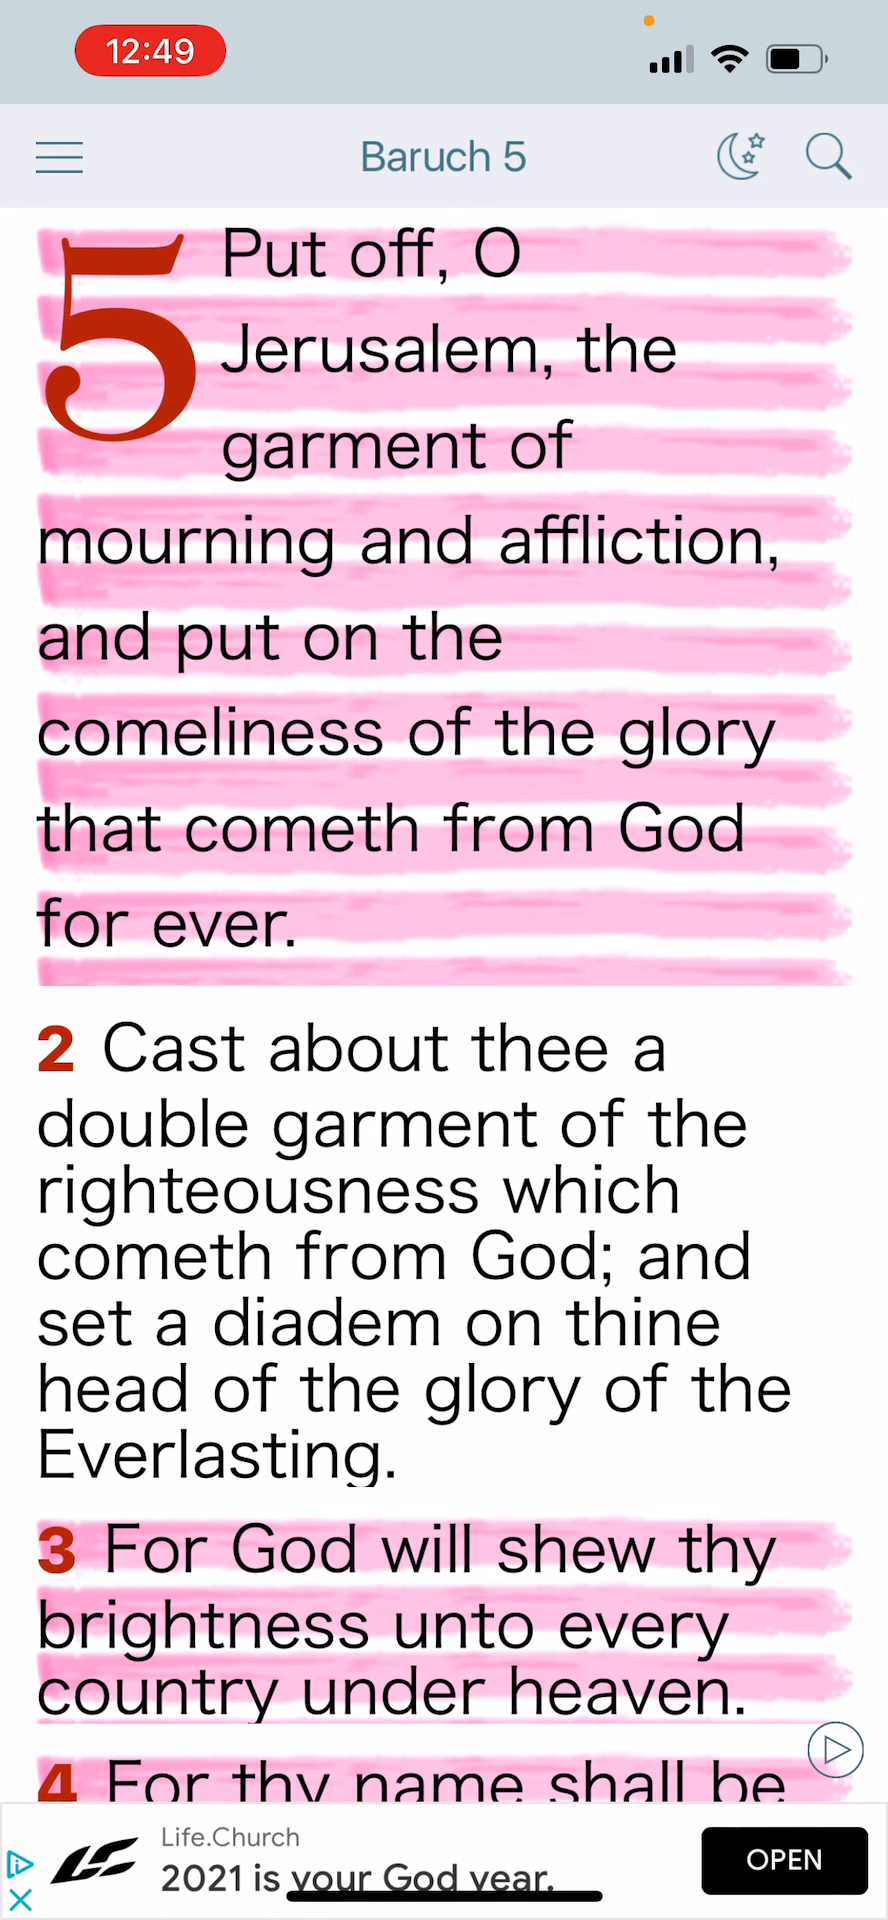 12:49
Baruch 5
5 Put off, O
Jerusalem, the
garment of
mourning and affliction,
and put on the
comeliness of the glory
that cometh from God
for ever.
2 Cast about thee a
double garment of the
righteousness which
cometh from God; and
set a diadem on thine
head of the glory of the
Everlasting.
3 For God will shew thy
brightness unto every
country under heaven.
4 For thy name shall be
Life.Church
2021 is your God year.
OPEN